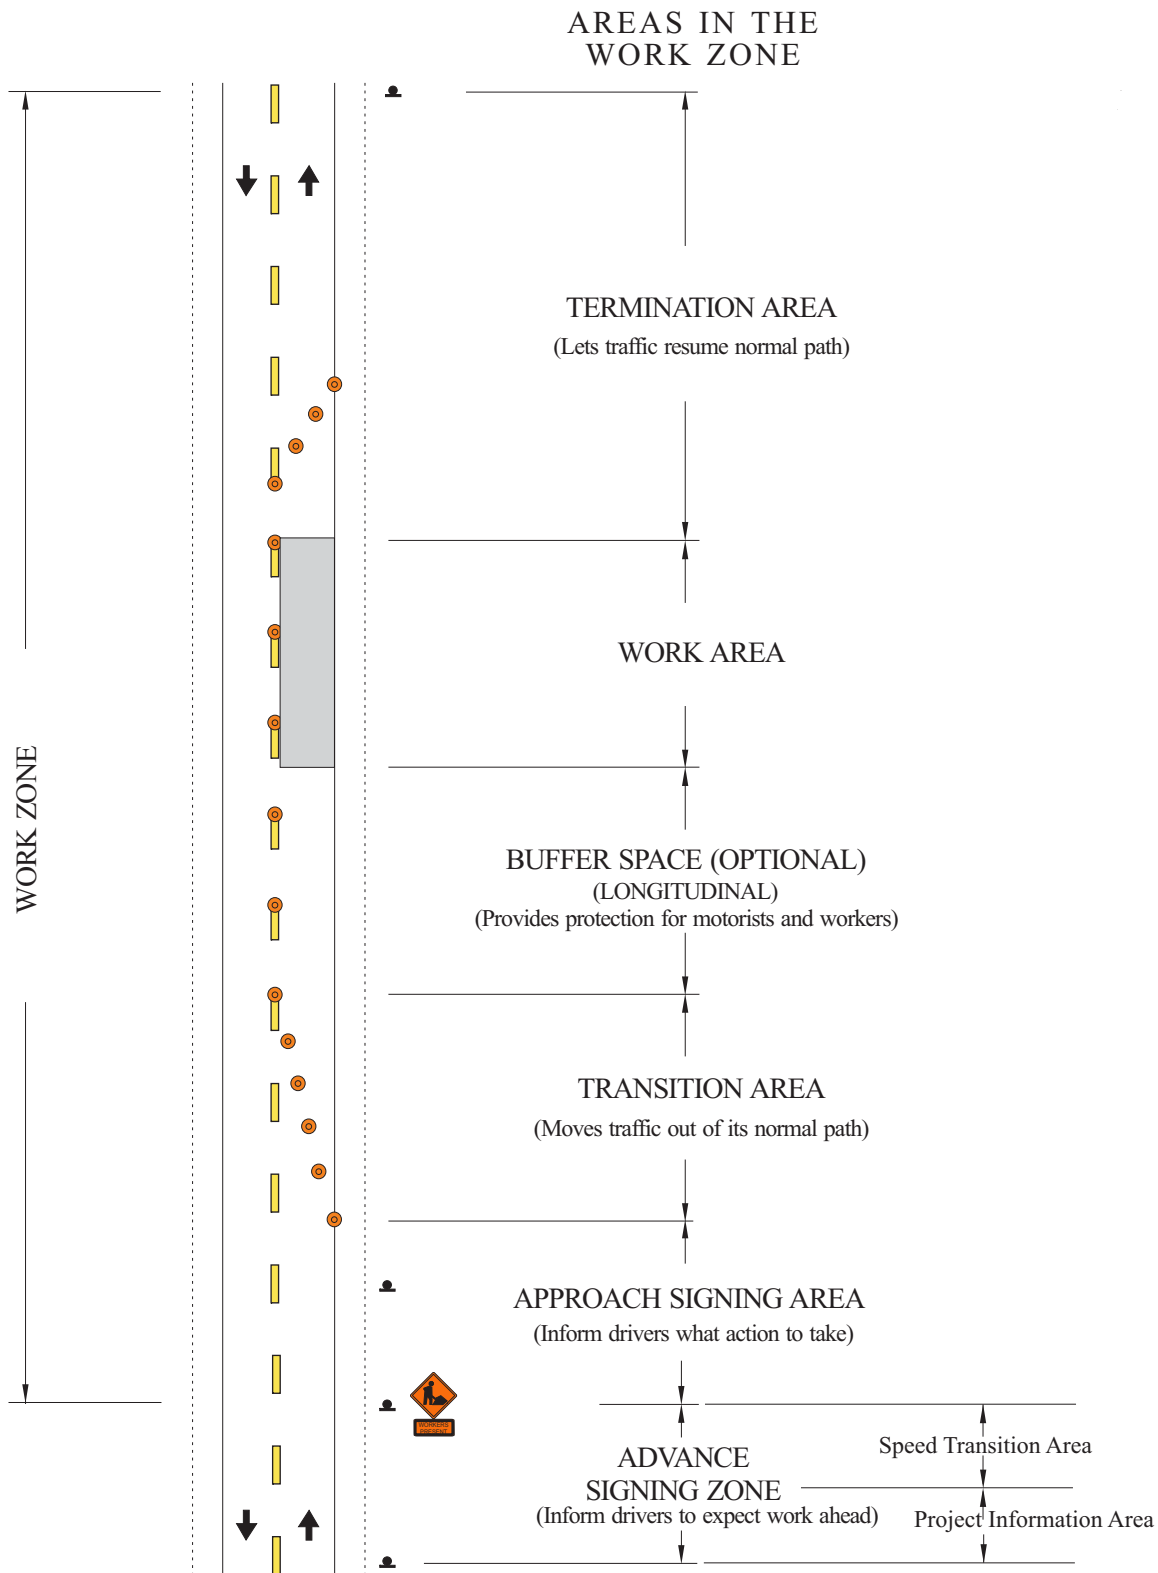 AREAS IN THE
WORK ZONE
TERMINATION AREA
(Lets traffic resume normal path)
WORK AREA
WORK ZONE
BUFFER SPACE (OPTIONAL)
(LONGITUDINAL)
(Provides protection for motorists and workers)
TRANSITION AREA
(Moves traffic out of its normal path)
APPROACH SIGNING AREA
(Inform drivers what action to take)
WORKERS
PRESENT
ADVANCE
SIGNING ZONE
(Inform drivers to expect work ahead)
Speed Transition Area
Project Information Area